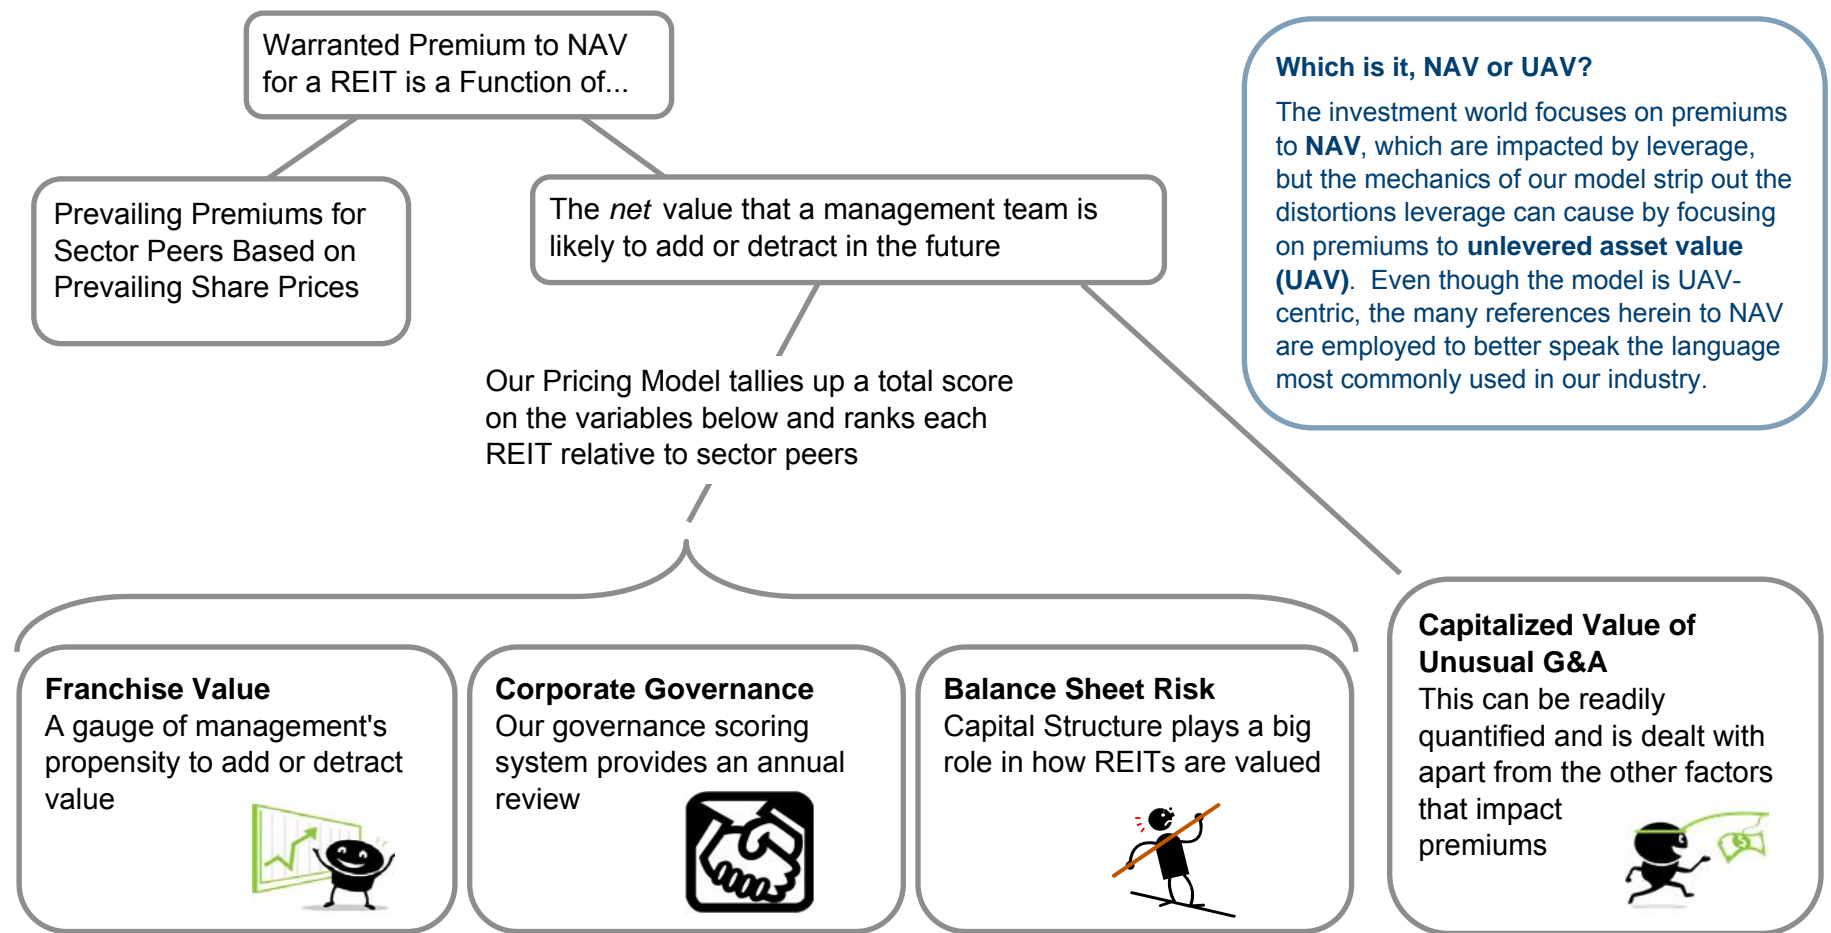 Warranted Premium to NAV
for a REIT is a Function of...
Which is it, NAV or UAV?
The investment world focuses on premiums
to NAV, which are impacted by leverage,
but the mechanics of our model strip out the
distortions leverage can cause by focusing
on premiums to unlevered asset value
(UAV).  Even though the model is UAV-
centric, the many references herein to NAV
are employed to better speak the language
most commonly used in our industry.
Prevailing Premiums for
Sector Peers Based on
Prevailing Share Prices
The net value that a management team is
likely to add or detract in the future
Our Pricing Model tallies up a total score
on the variables below and ranks each
REIT relative to sector peers
Franchise Value
A gauge of management's
propensity to add or detract
value
Corporate Governance
Our governance scoring
system provides an annual
review
Balance Sheet Risk
Capital Structure plays a big
role in how REITs are valued
Capitalized Value of
Unusual G&A
This can be readily
quantified and is dealt with
apart from the other factors
that impact
premiums